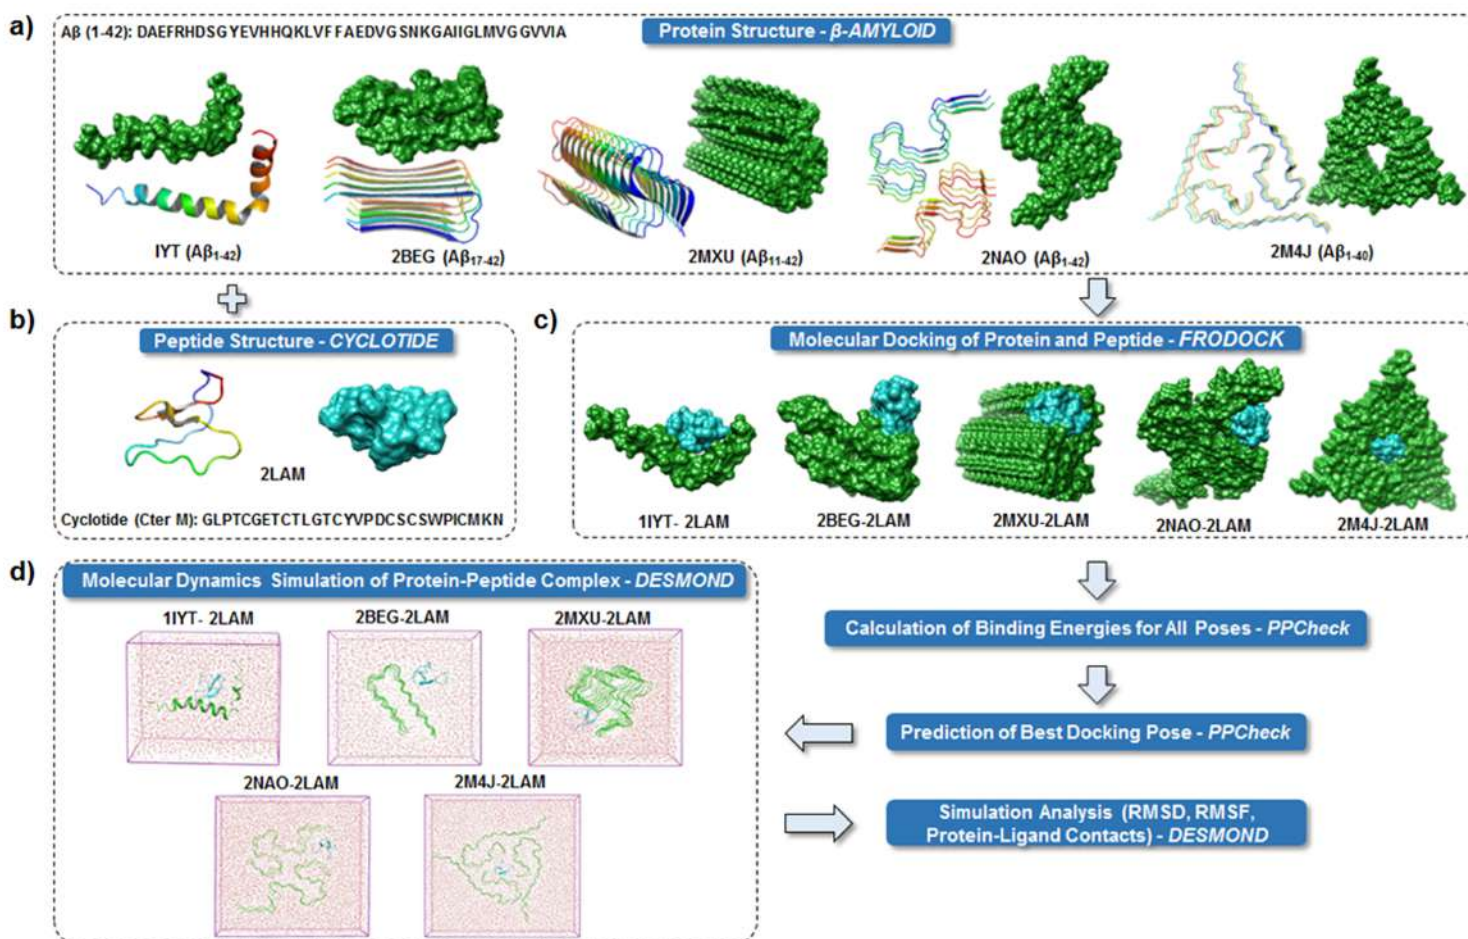 a)
Aβ (1-42): DAEFRHDSGYEVHHQKLVFFAEDVGSNKGAIIGLMVGGVVIA
Protein Structure - β-AMYLOID
IYT (Aβ1-42)
2BEG (Aβ17-42)
2MXU (Aβ11-42)
2NAO (Aβ1-42)
2M4J (Aβ1-40)
b)
Peptide Structure - CYCLOTIDE
2LAM
Cyclotide (Cter M): GLPTCGETCTLGTCYVPDCSCSWPICMKN
c)
Molecular Docking of Protein and Peptide - FRODOCK
1IYT- 2LAM
2BEG-2LAM
2MXU-2LAM
2NAO-2LAM
2M4J-2LAM
d)
Molecular Dynamics Simulation of Protein-Peptide Complex - DESMOND
1IYT- 2LAM
2BEG-2LAM
2MXU-2LAM
2NAO-2LAM
2M4J-2LAM
Calculation of Binding Energies for All Poses - PPCheck
Prediction of Best Docking Pose - PPCheck
Simulation Analysis (RMSD, RMSF,
Protein-Ligand Contacts) - DESMOND